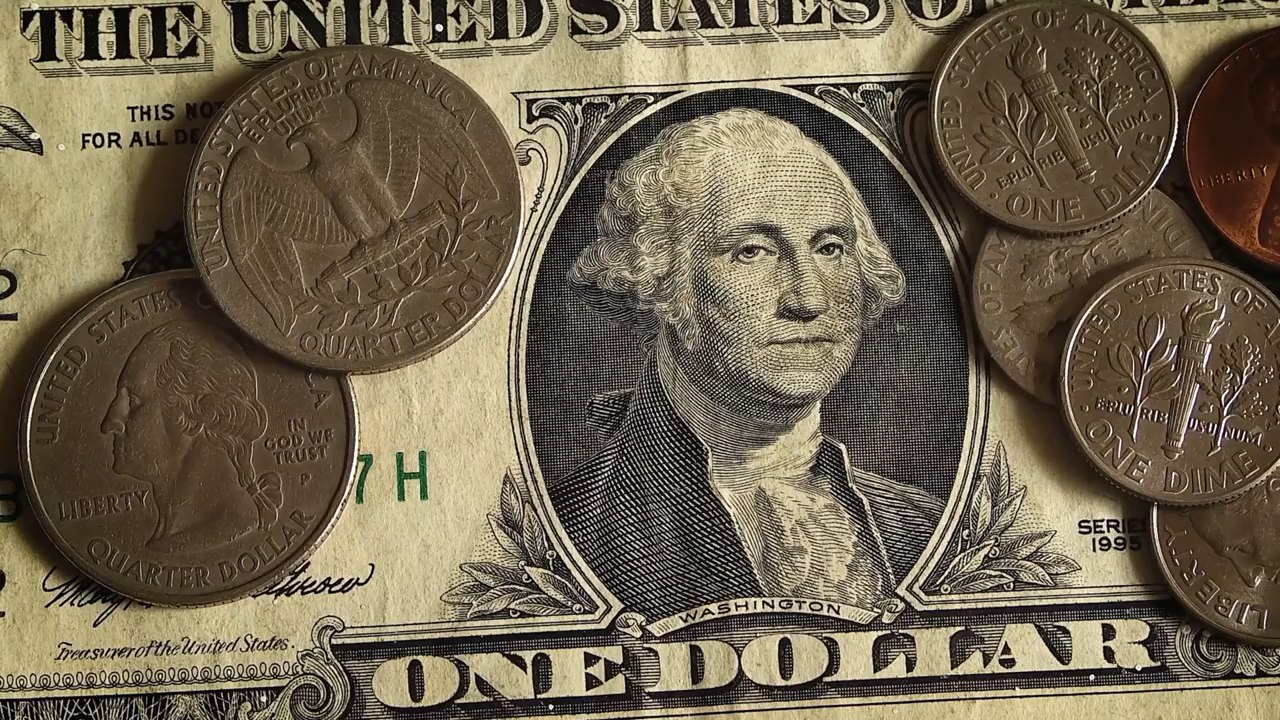 THE UNITED STATES OF
THIS NOT
FOR ALL DE
UNITED STATES OF AMERICA
E PLURIBUS
UNUM
QUARTER DOLLAR
UNITED STATES
IN
GOD WE
TRUST
P
LIBERTY
QUARTER DOLLAR
7 H
Treasurer of the United States.
WASHINGTON
ONE DOLLAR
SERIES
1995
UNITED STATES OF AMERICA
E PLURIBUS UNUM
ONE DIME
UNITED STATES OF A
E PLURIBUS UNUM
ONE DIME
LIBERTY
LIBERTY